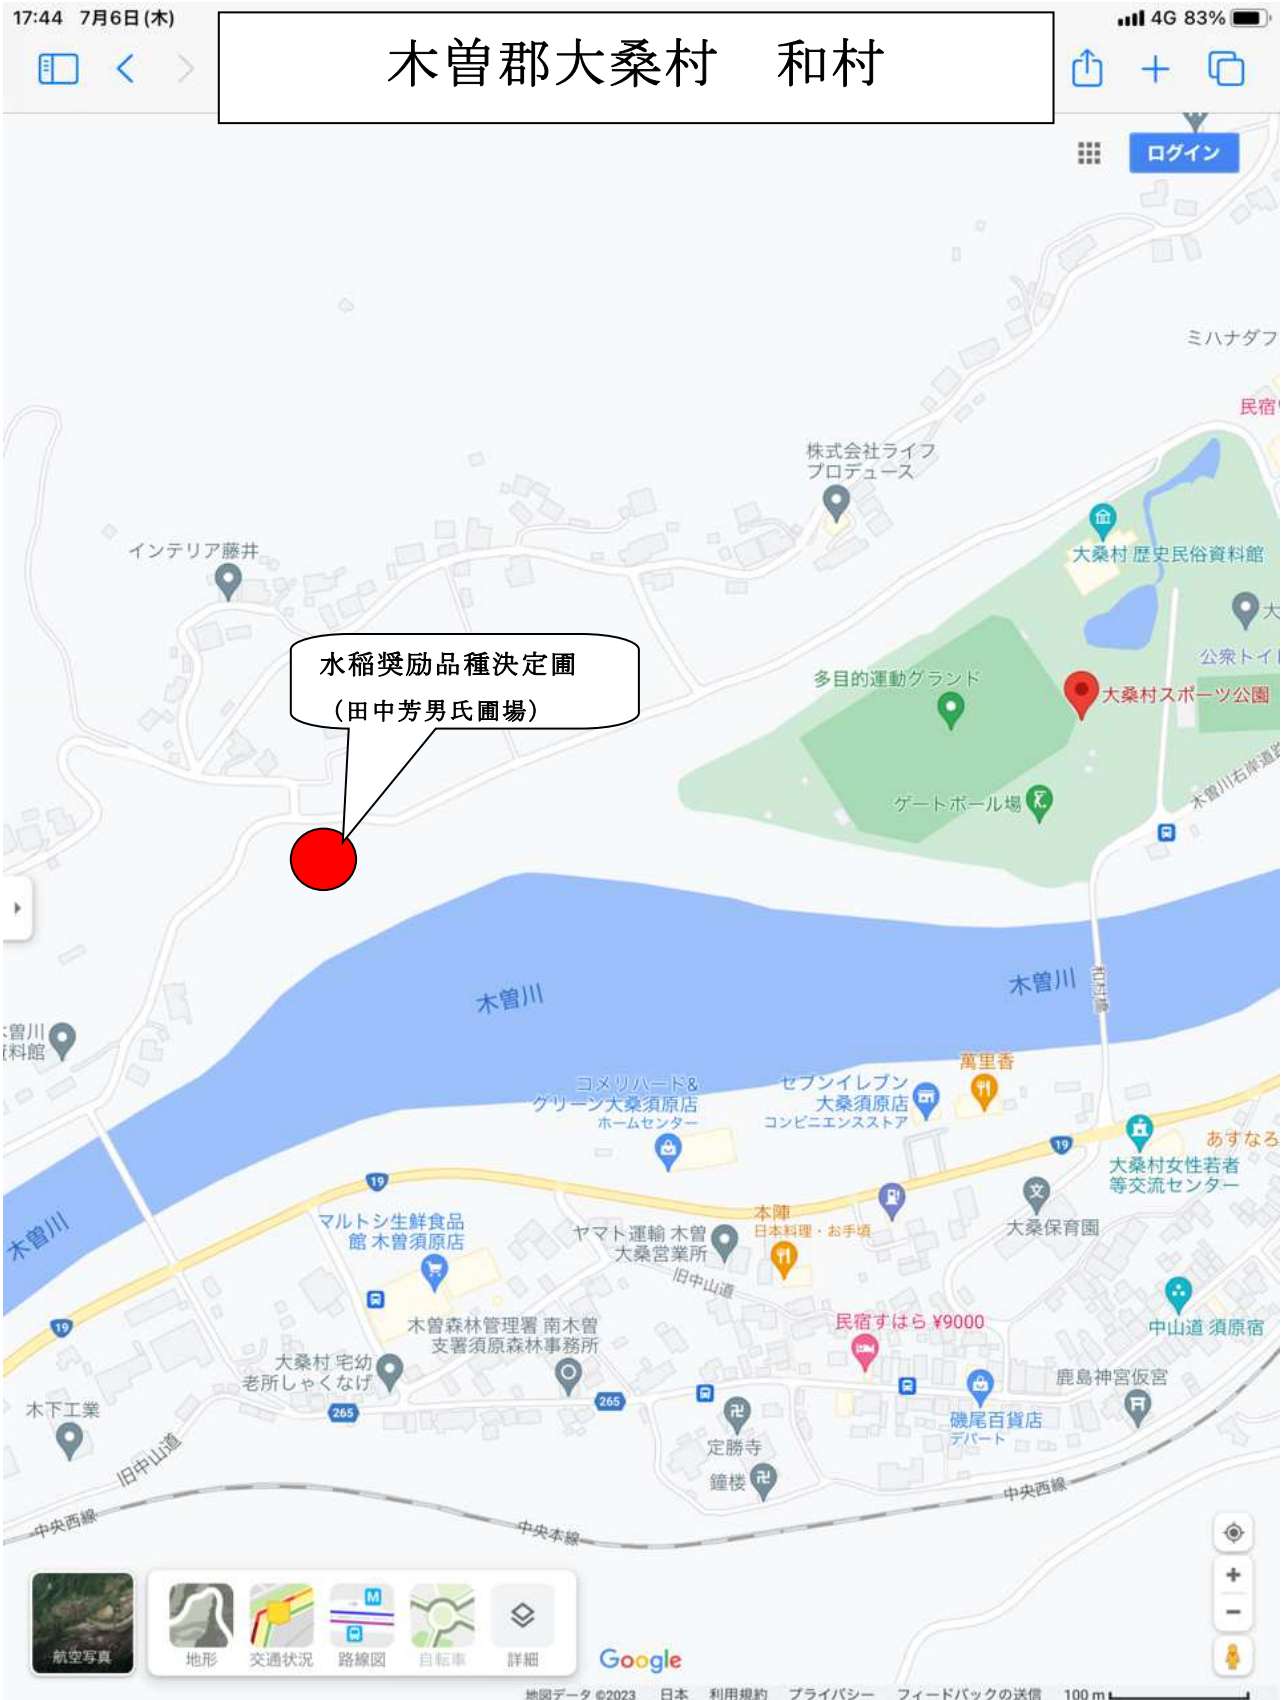 17:44 7月6日(木)
4G 83%
木曽郡大桑村 和村
ログイン
ミハナダフ
民宿
株式会社ライフ
プロデュース
インテリア藤井
大桑村 歴史民俗資料館
大
公衆トイレ
水稲奨励品種決定圃
(田中芳男氏圃場)
多目的運動グランド
大桑村スポーツ公園
ゲートボール場
木曽川右岸道路
木曽川
木曽川
和村橋
曽川
料館
コメリハード&
グリーン大桑須原店
ホームセンター
セブンイレブン
大桑須原店
コンビニエンスストア
萬里香
19
あすなろ
大桑村女性若者
等交流センター
19
木曽川
マルトシ生鮮食品
館 木曽須原店
ヤマト運輸 木曽
大桑営業所
本陣
日本料理・お手頃
文
大桑保育園
旧中山道
19
木曽森林管理署 南木曽
支署須原森林事務所
民宿すはら ¥9000
中山道 須原宿
大桑村 宅幼
老所しゃくなげ
265
265
鹿島神宮仮宮
木下工業
磯尾百貨店
デパート
定勝寺
旧中山道
鐘楼
中央西線
中央西線
中央本線
航空写真
地形
交通状況
M
路線図
自転車
詳細
Google
地図データ ©2023 日本 利用規約 プライバシー フィードバックの送信 100 m